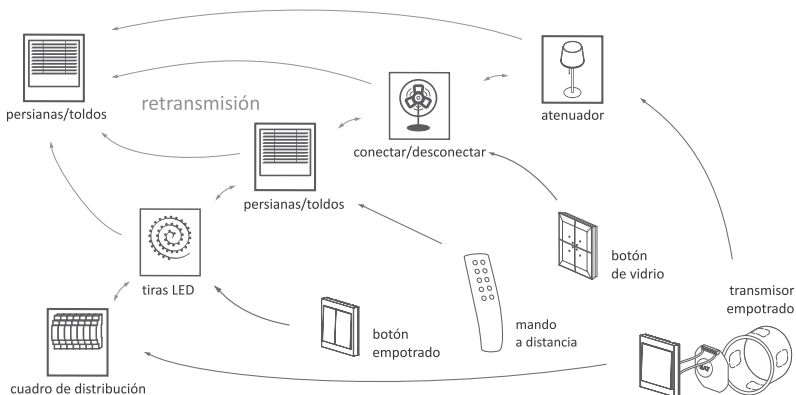 persianas/toldos
retransmisión
atenuador
conectar/desconectar
persianas/toldos
botón
de vidrio
tiras LED
transmisor
empotrado
mando
a distancia
botón
empotrado
cuadro de distribución